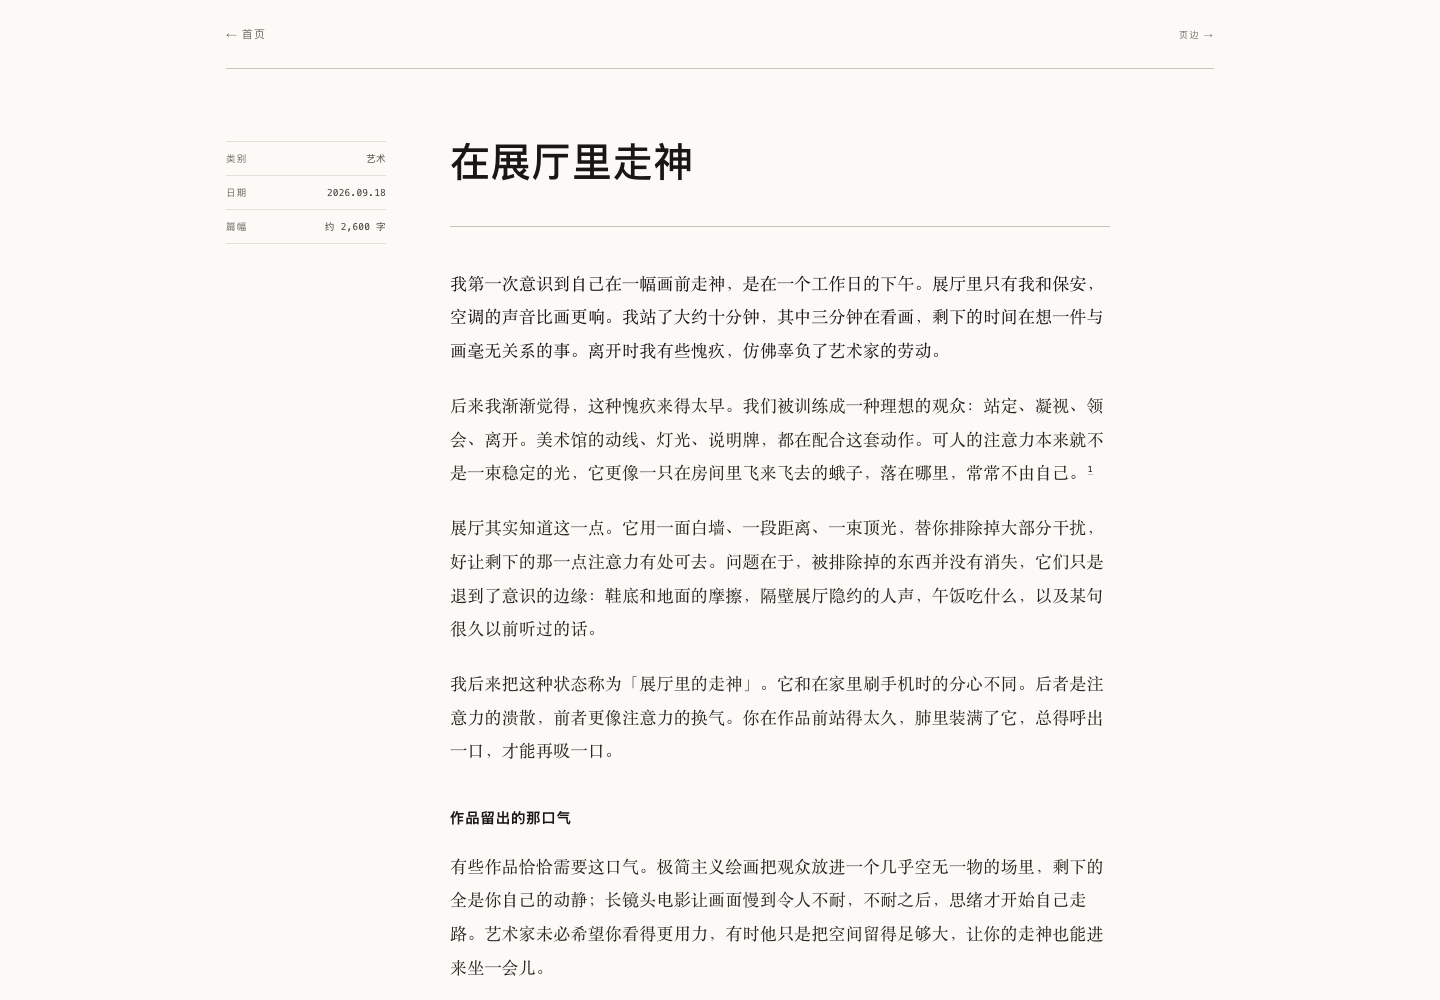 ← 首页
页边 →
类别 艺术
日期 2026.09.18
篇幅 约 2,600 字
在展厅里走神
我第一次意识到自己在一幅画前走神，是在一个工作日的下午。展厅里只有我和保安，
空调的声音比画更响。我站了大约十分钟，其中三分钟在看画，剩下的时间在想一件与
画毫无关系的事。离开时我有些愧疚，仿佛辜负了艺术家的劳动。
后来我渐渐觉得，这种愧疚来得太早。我们被训练成一种理想的观众：站定、凝视、领
会、离开。美术馆的动线、灯光、说明牌，都在配合这套动作。可人的注意力本来就不
是一束稳定的光，它更像一只在房间里飞来飞去的蛾子，落在哪里，常常不由自己。¹
展厅其实知道这一点。它用一面白墙、一段距离、一束顶光，替你排除掉大部分干扰，
好让剩下的那一点注意力有处可去。问题在于，被排除掉的东西并没有消失，它们只是
退到了意识的边缘：鞋底和地面的摩擦，隔壁展厅隐约的人声，午饭吃什么，以及某句
很久以前听过的话。
我后来把这种状态称为「展厅里的走神」。它和在家里刷手机时的分心不同。后者是注
意力的溃散，前者更像注意力的换气。你在作品前站得太久，肺里装满了它，总得呼出
一口，才能再吸一口。
作品留出的那口气
有些作品恰恰需要这口气。极简主义绘画把观众放进一个几乎空无一物的场里，剩下的
全是你自己的动静；长镜头电影让画面慢到令人不耐，不耐之后，思绪才开始自己走
路。艺术家未必希望你看得更用力，有时他只是把空间留得足够大，让你的走神也能进
来坐一会儿。